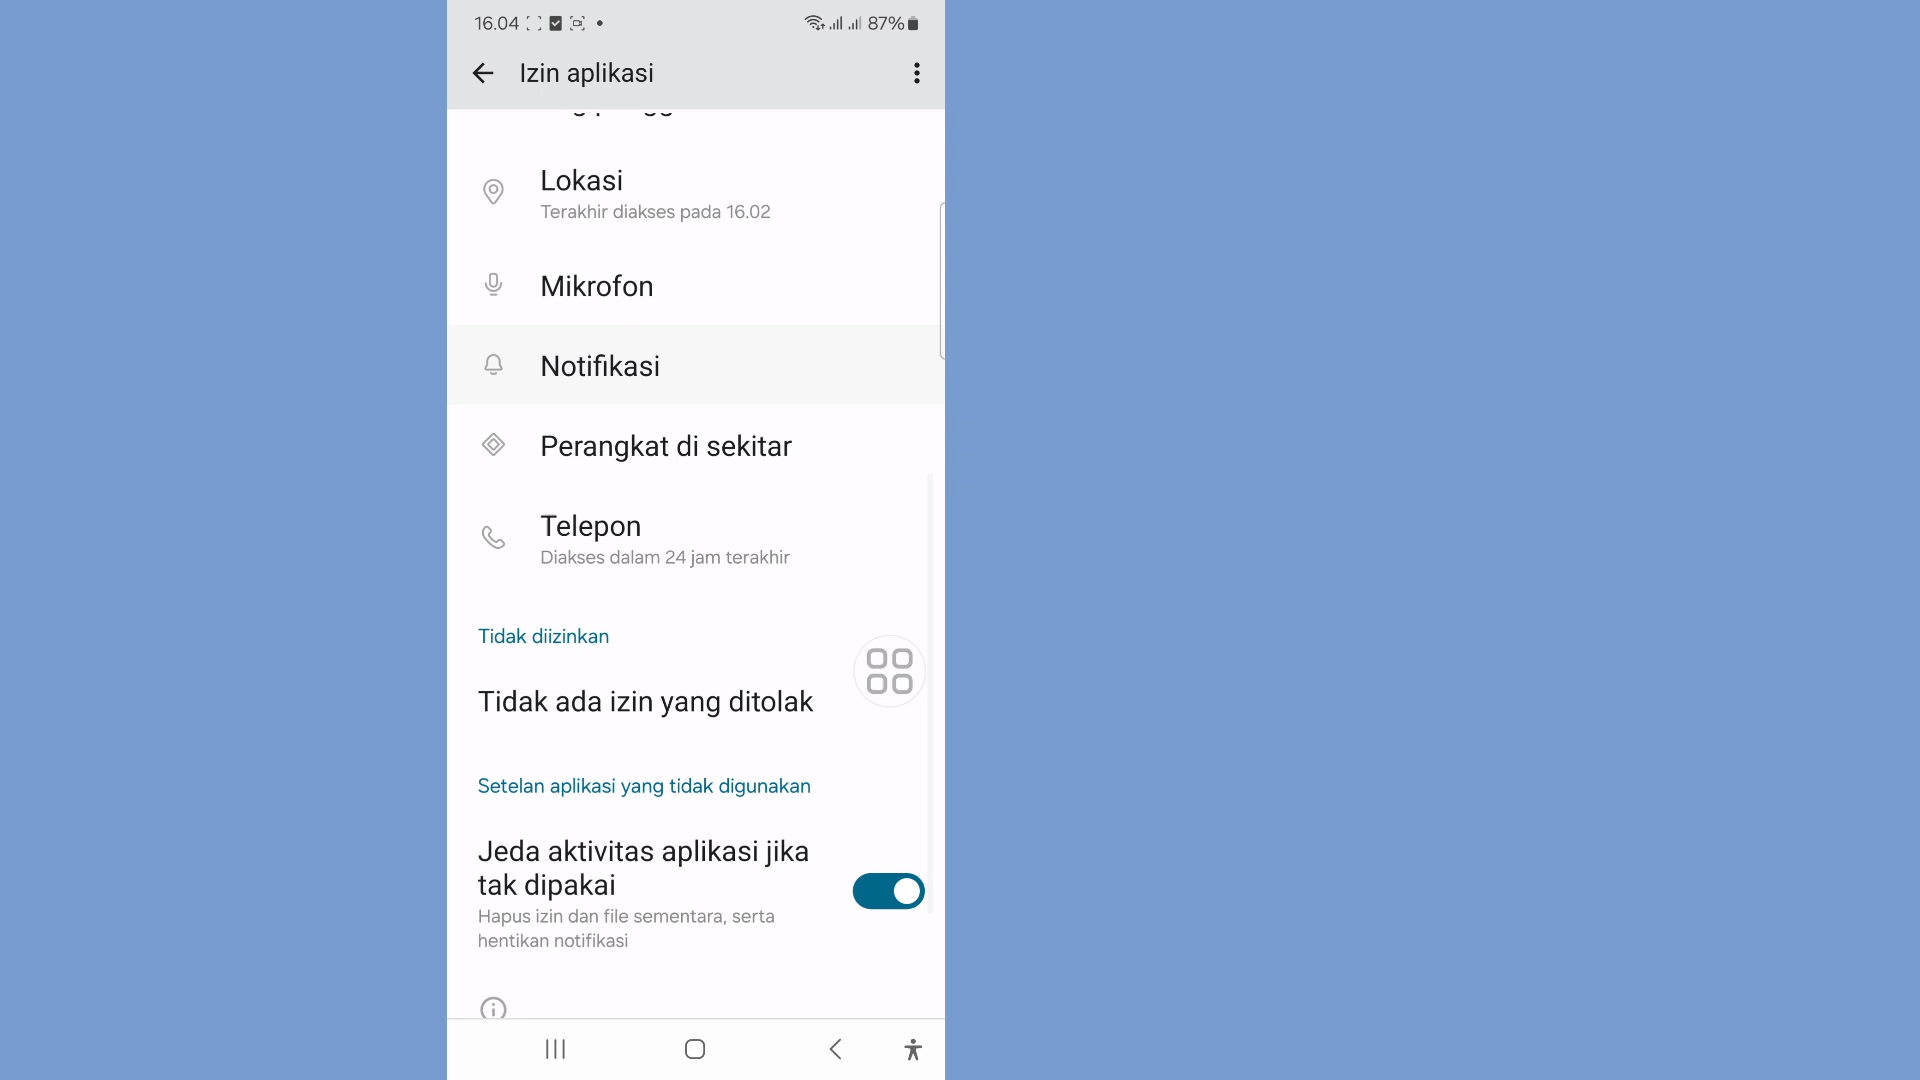 16.04
87%
Izin aplikasi
Lokasi
Terakhir diakses pada 16.02
Mikrofon
Notifikasi
Perangkat di sekitar
Telepon
Diakses dalam 24 jam terakhir
Tidak diizinkan
Tidak ada izin yang ditolak
Setelan aplikasi yang tidak digunakan
Jeda aktivitas aplikasi jika
tak dipakai
Hapus izin dan file sementara, serta
hentikan notifikasi